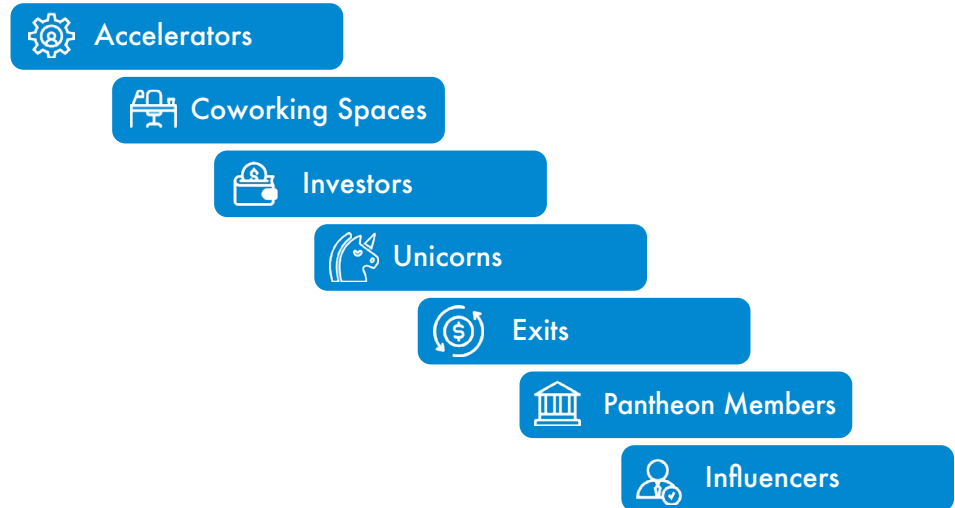 Accelerators
Coworking Spaces
Investors
Unicorns
Exits
Pantheon Members
Influencers